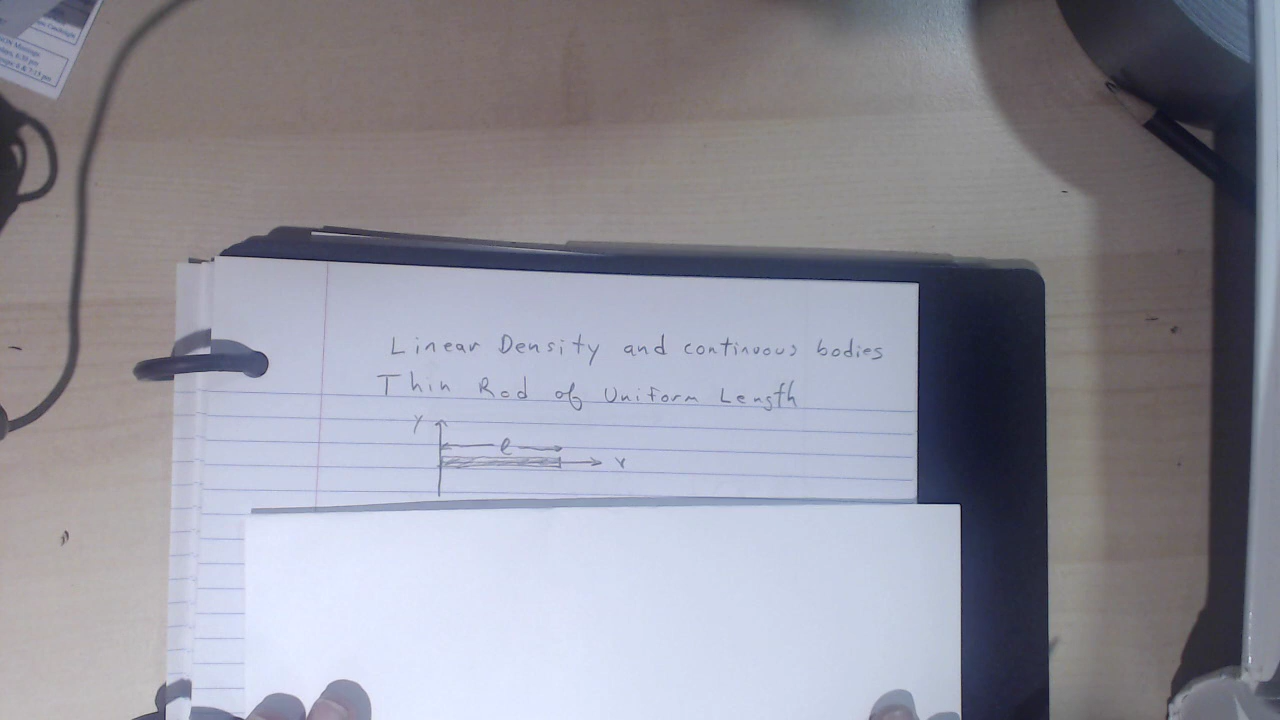 Linear Density and continuous bodies
Thin Rod of Uniform Length
y
l
x